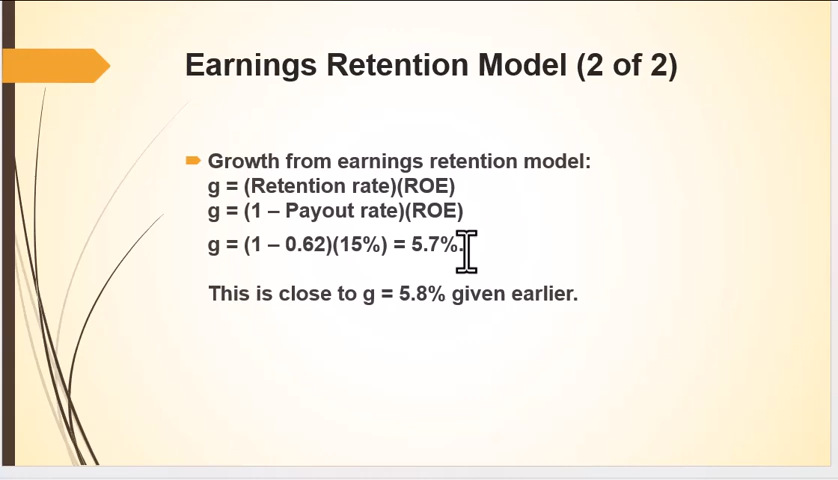 Earnings Retention Model (2 of 2)
Growth from earnings retention model:
g = (Retention rate)(ROE)
g = (1 – Payout rate)(ROE)
g = (1 – 0.62)(15%) = 5.7%.
This is close to g = 5.8% given earlier.